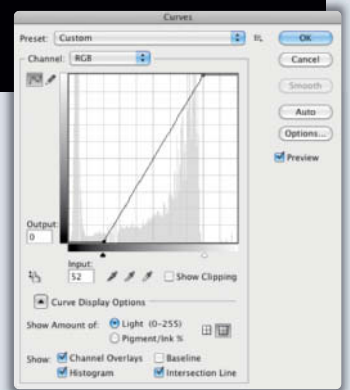 Curves
Preset: Custom
OK
Channel: RGB
Cancel
Smooth
Auto
Options...
Preview
Output:
0
Input:
52
Show Clipping
Curve Display Options
Show Amount of: Light (0-255)
Pigment/Ink %
Show: Channel Overlays Baseline
Histogram Intersection Line